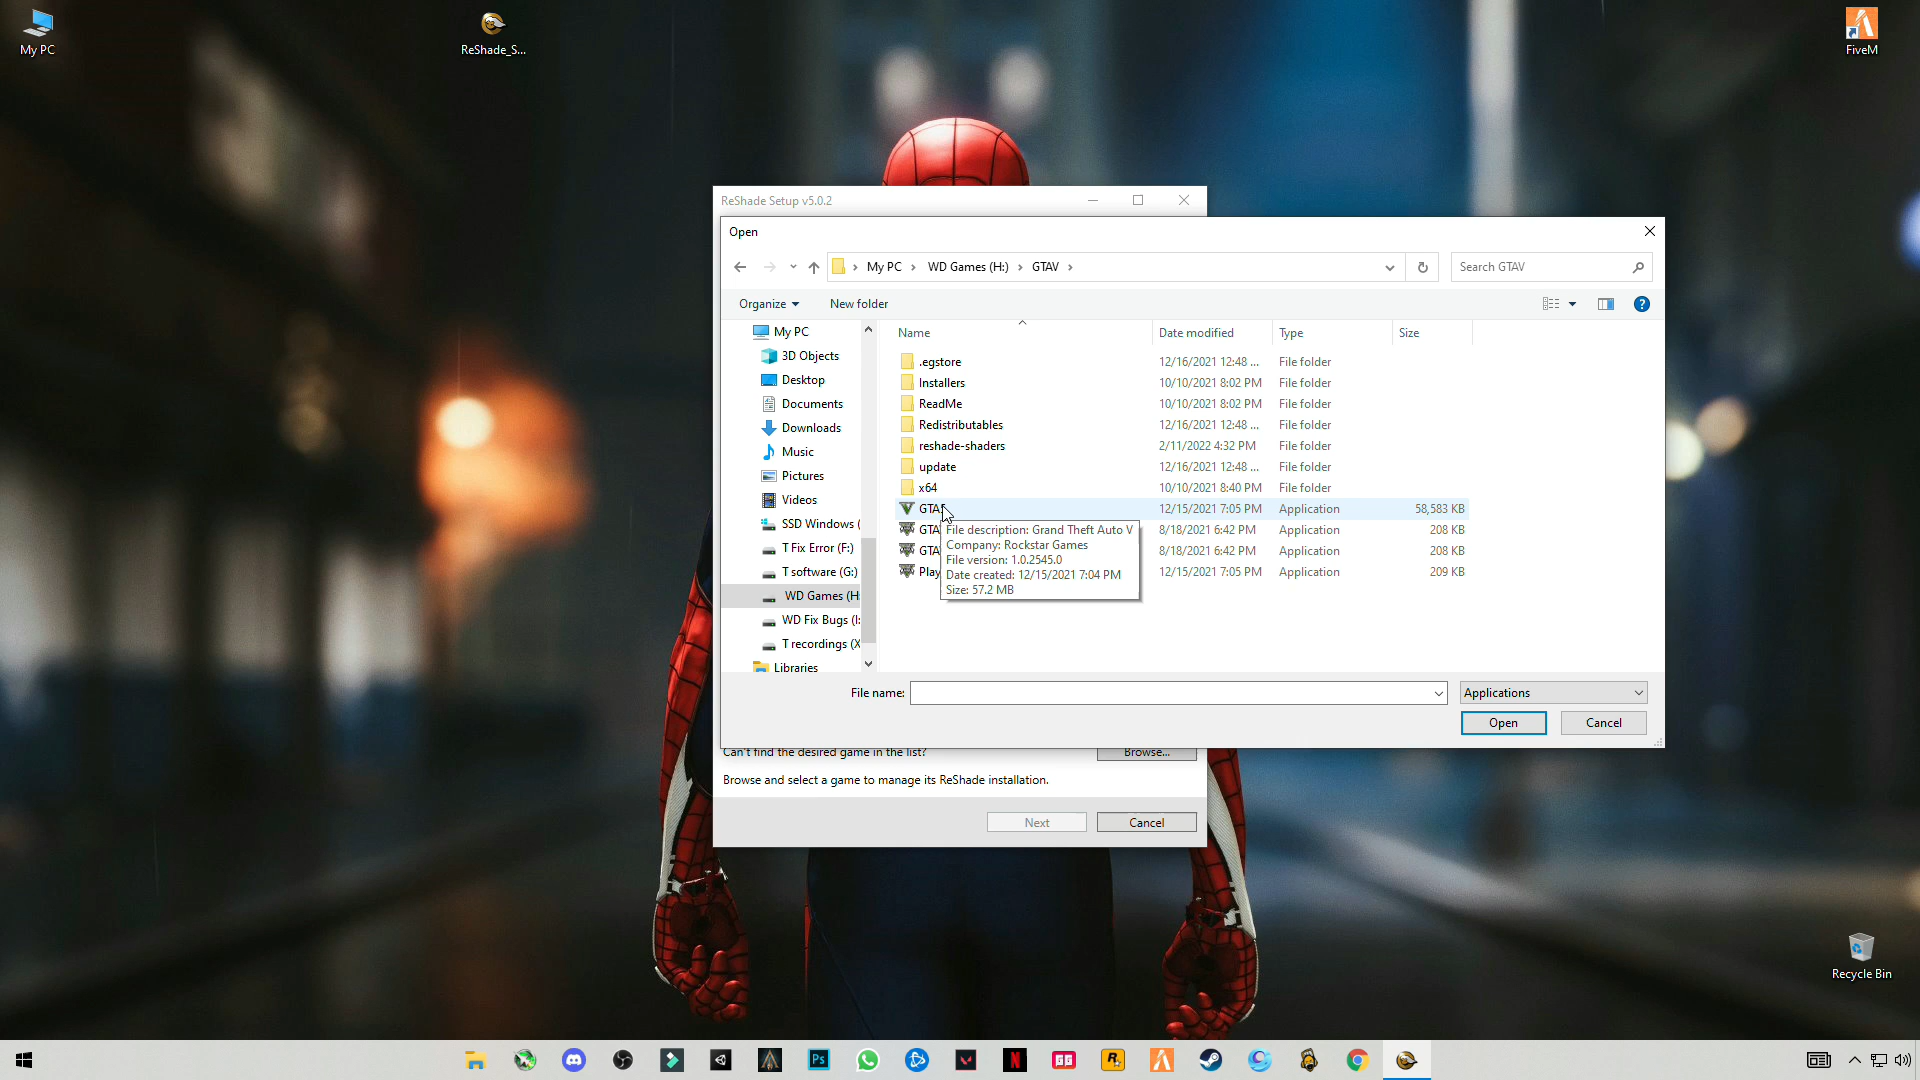 My PC
ReShade_S...
FiveM
ReShade Setup v5.0.2
Open
My PC
WD Games (H:)
GTAV
Search GTAV
Organize
New folder
Name
Date modified
Type
Size
My PC
3D Objects
Desktop
Documents
Downloads
Music
Pictures
Videos
SSD Windows (
T Fix Error (F:)
T software (G:)
WD Games (H:
WD Fix Bugs (I:
T recordings (X
Libraries
.egstore 12/16/2021 12:48 ... File folder
Installers 10/10/2021 8:02 PM File folder
ReadMe 10/10/2021 8:02 PM File folder
Redistributables 12/16/2021 12:48 ... File folder
reshade-shaders 2/11/2022 4:32 PM File folder
update 12/16/2021 12:48 ... File folder
x64 10/10/2021 8:40 PM File folder
GTA5 12/15/2021 7:05 PM Application 58,583 KB
GTA 8/18/2021 6:42 PM Application 208 KB
GTA 8/18/2021 6:42 PM Application 208 KB
Play 12/15/2021 7:05 PM Application 209 KB
File description: Grand Theft Auto V
Company: Rockstar Games
File version: 1.0.2545.0
Date created: 12/15/2021 7:04 PM
Size: 57.2 MB
File name:
Applications
Open
Cancel
Can't find the desired game in the list?
Browse...
Browse and select a game to manage its ReShade installation.
Next
Cancel
Recycle Bin